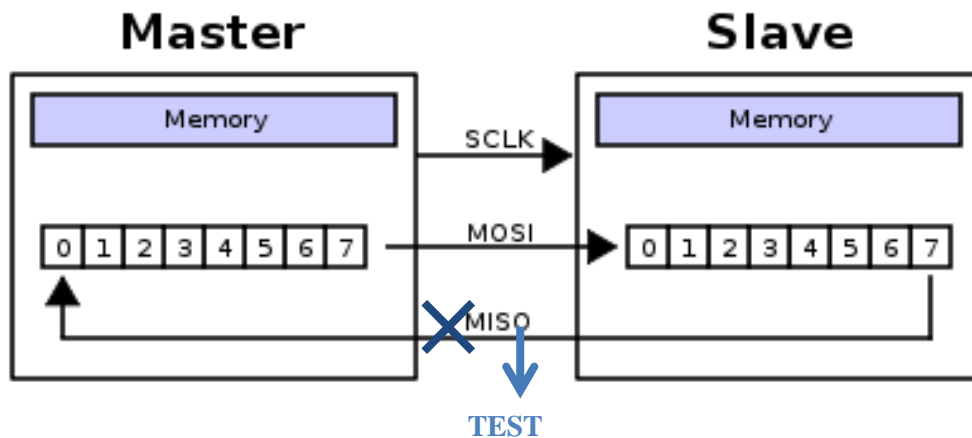 Master Slave
Memory Memory
SCLK
0 1 2 3 4 5 6 7 MOSI 0 1 2 3 4 5 6 7
MISO
TEST